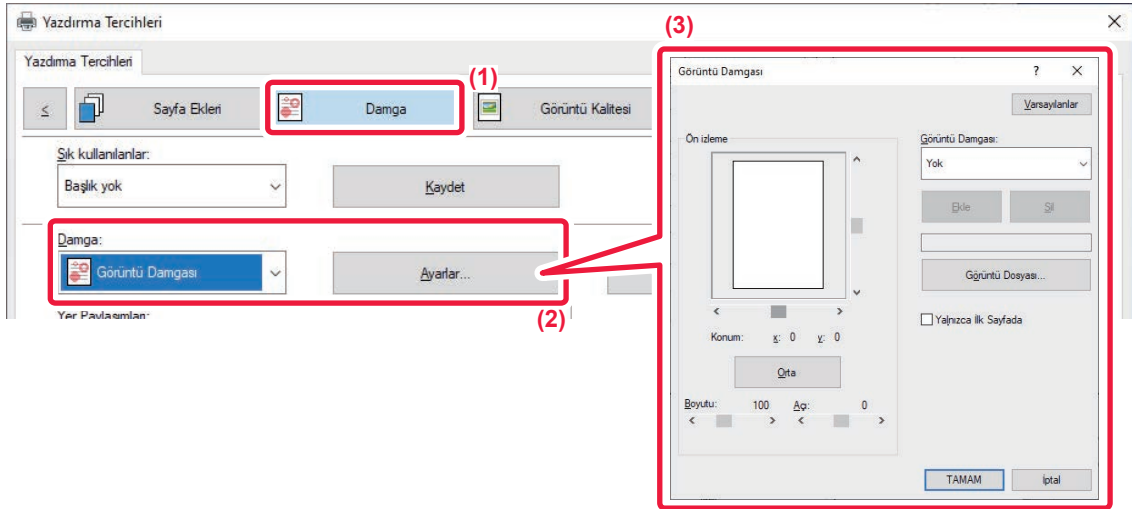 Yazdırma Tercihleri
Yazdırma Tercihleri
(1)
< Sayfa Ekleri Damga Görüntü Kalitesi
Sık kullanılanlar:
Başlık yok Kaydet
Damga:
Görüntü Damgası Ayarlar...
(2)
Yer Paylaşımları:
(3)
Görüntü Damgası ?
Varsayılanlar
Ön izleme
Görüntü Damgası:
Yok
Ekle Sil
Görüntü Dosyası...
Yalnızca İlk Sayfada
Konum: x: 0 y: 0
Orta
Boyutu: 100 Açı: 0
TAMAM İptal